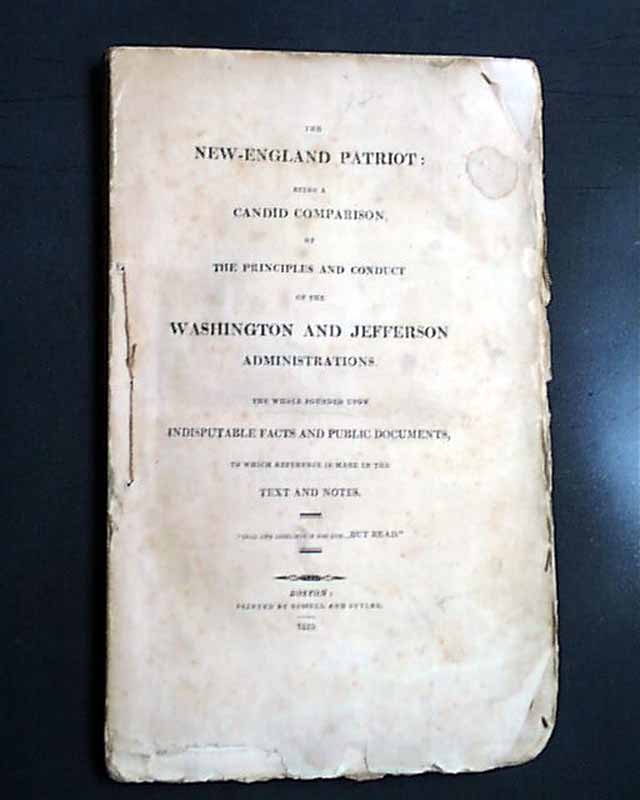 THE
NEW-ENGLAND PATRIOT:
BEING A
CANDID COMPARISON,
OF
THE PRINCIPLES AND CONDUCT
OF THE
WASHINGTON AND JEFFERSON
ADMINISTRATIONS.
THE WHOLE FOUNDED UPON
INDISPUTABLE FACTS AND PUBLIC DOCUMENTS,
TO WHICH REFERENCE IS MADE IN THE
TEXT AND NOTES.
BUT READ."
BOSTON:
PRINTED BY RUSSELL AND CUTLER.